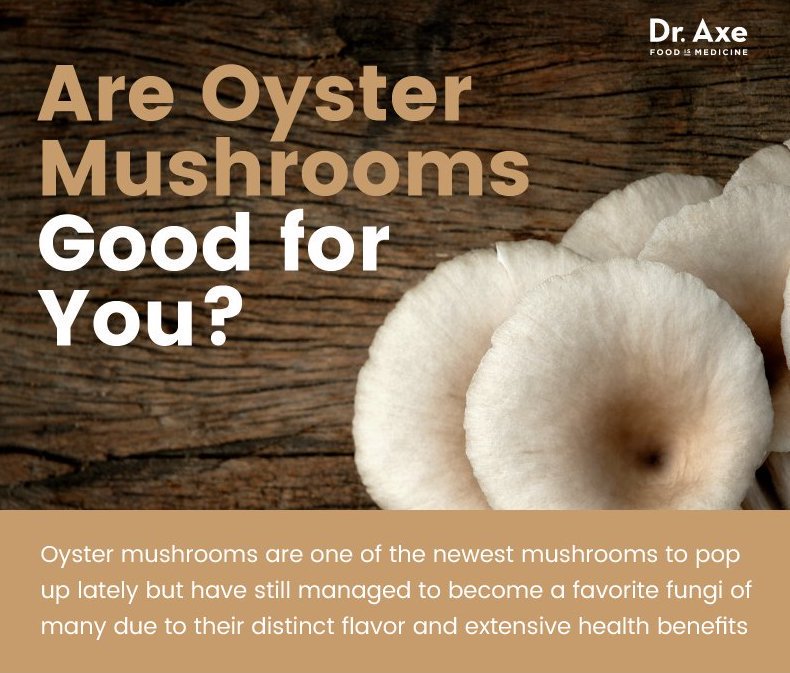 Dr. Axe
FOOD IS MEDICINE
Are Oyster
Mushrooms
Good for
You?
Oyster mushrooms are one of the newest mushrooms to pop
up lately but have still managed to become a favorite fungi of
many due to their distinct flavor and extensive health benefits